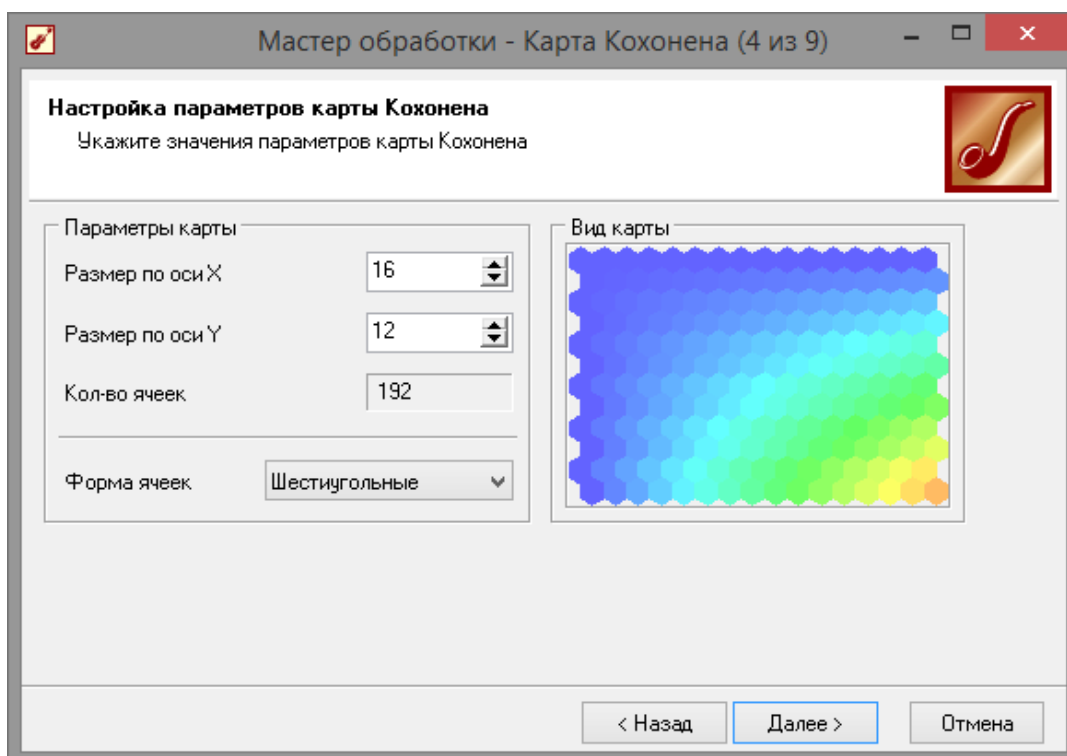 Мастер обработки - Карта Кохонена (4 из 9)
Настройка параметров карты Кохонена
Укажите значения параметров карты Кохонена
Параметры карты
Размер по оси X
16
Размер по оси Y
12
Кол-во ячеек
192
Форма ячеек
Шестиугольные
Вид карты
< Назад
Далее >
Отмена